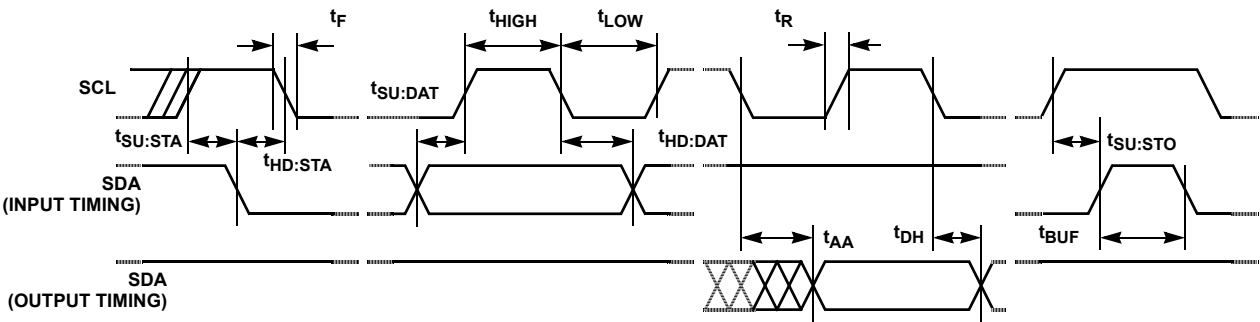 tF
tHIGH
tLOW
tR
SCL
tSU:DAT
tSU:STA
tHD:STA
tHD:DAT
tSU:STO
SDA
(INPUT TIMING)
tAA
tDH
tBUF
SDA
(OUTPUT TIMING)